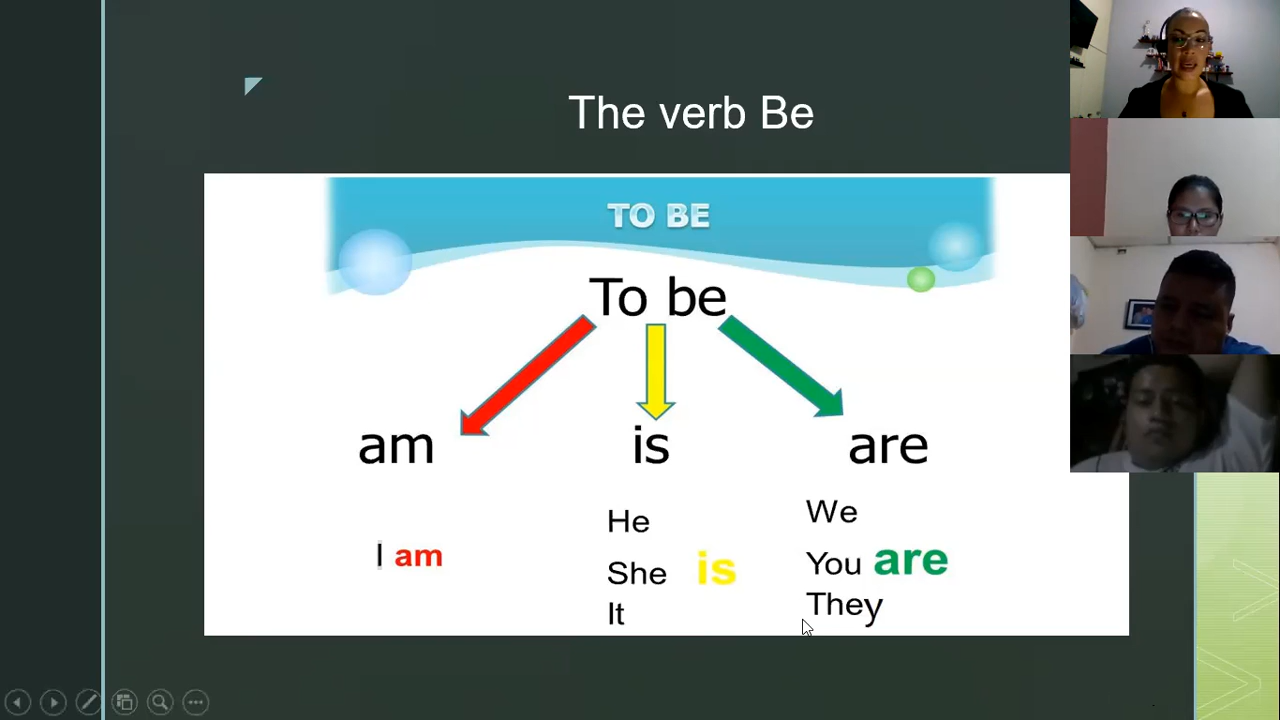 The verb Be
TO BE
To be
am is are
I am
He
She is
It
We
You are
They